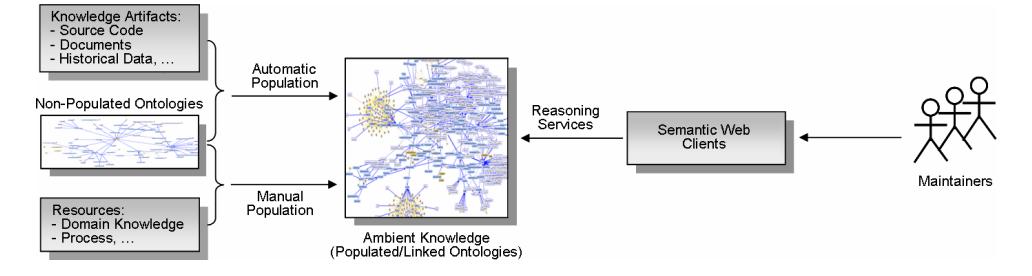 Knowledge Artifacts:
- Source Code
- Documents
- Historical Data, …
Non-Populated Ontologies
Resources:
- Domain Knowledge
- Process, …
Automatic
Population
Manual
Population
Ambient Knowledge
(Populated/Linked Ontologies)
Reasoning
Services
Semantic Web
Clients
Maintainers